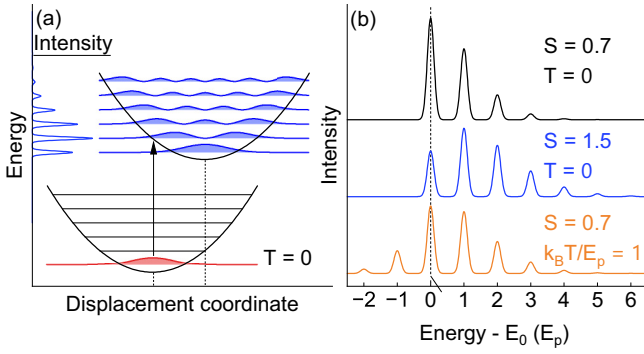 (a)
Intensity
Energy
T = 0
Displacement coordinate
(b)
Intensity
S = 0.7
T = 0
S = 1.5
T = 0
S = 0.7
k_BT/E_p = 1
−2 −1 0 1 2 3 4 5 6
Energy - E_0 (E_p)